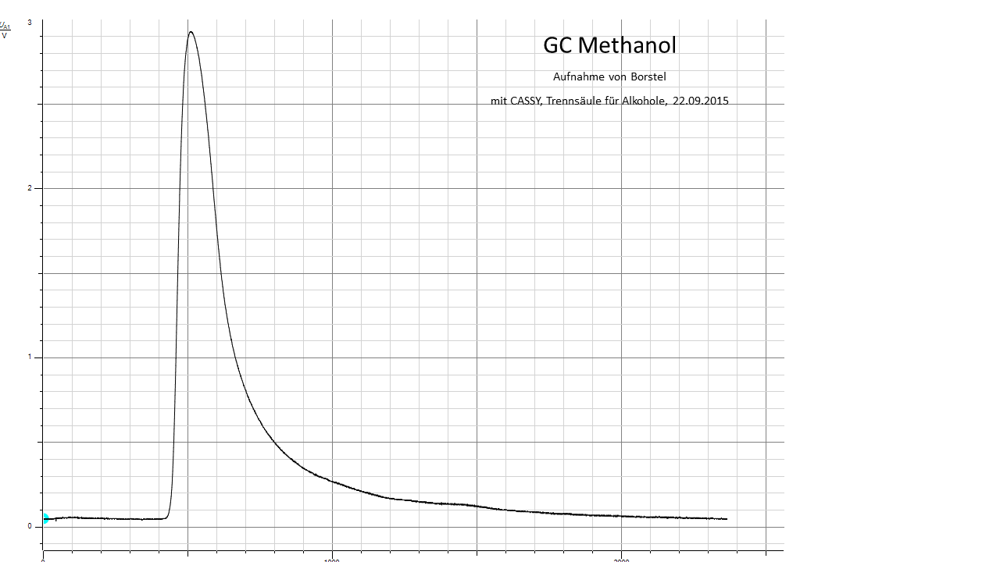 U_A1
V
3
GC Methanol
Aufnahme von Borstel
mit CASSY, Trennsäule für Alkohole, 22.09.2015
2
1
0
0 1000 2000